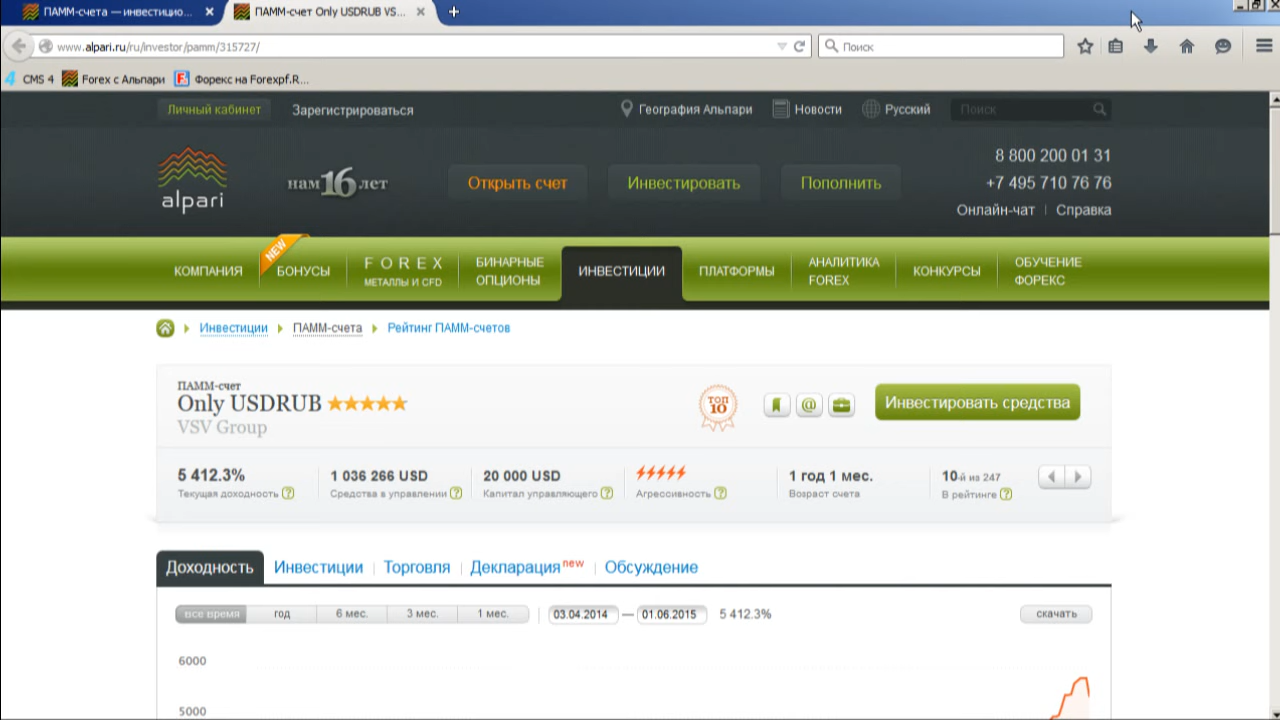 ПАММ-счета — инвестицио...
ПАММ-счет Only USDRUB VS...
www.alpari.ru/ru/investor/pamm/315727/
Поиск
CMS 4
Forex с Альпари
Форекс на Forexpf.R...
Личный кабинет
Зарегистрироваться
География Альпари
Новости
Русский
Поиск
alpari
нам 16 лет
Открыть счет
Инвестировать
Пополнить
8 800 200 01 31
+7 495 710 76 76
Онлайн-чат
Справка
КОМПАНИЯ
NEW
БОНУСЫ
FOREX
МЕТАЛЛЫ И CFD
БИНАРНЫЕ
ОПЦИОНЫ
ИНВЕСТИЦИИ
ПЛАТФОРМЫ
АНАЛИТИКА
FOREX
КОНКУРСЫ
ОБУЧЕНИЕ
ФОРЕКС
Инвестиции
ПАММ-счета
Рейтинг ПАММ-счетов
ПАММ-счет
Only USDRUB
VSV Group
ТОП
10
@
Инвестировать средства
5 412.3%
Текущая доходность ?
1 036 266 USD
Средства в управлении ?
20 000 USD
Капитал управляющего ?
Агрессивность ?
1 год 1 мес.
Возраст счета
10-й из 247
В рейтинге ?
Доходность
Инвестиции
Торговля
Декларация new
Обсуждение
все время
год
6 мес.
3 мес.
1 мес.
03.04.2014 — 01.06.2015
5 412.3%
скачать
6000
5000